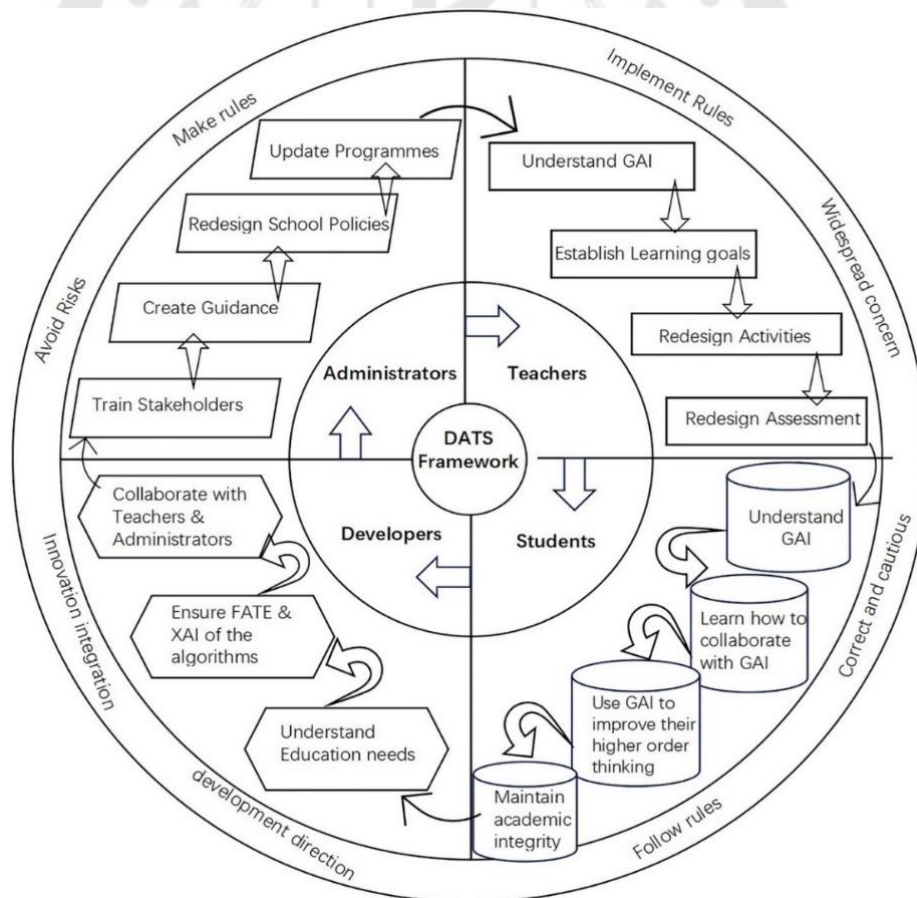 Make rules
Implement Rules
Avoid Risks
Widespread concern
Update Programmes
Redesign School Policies
Create Guidance
Train Stakeholders
Understand GAI
Establish Learning goals
Redesign Activities
Redesign Assessment
Administrators
Teachers
DATS
Framework
Developers
Students
Collaborate with
Teachers &
Administrators
Ensure FATE &
XAI of the
algorithms
Understand
Education needs
Understand
GAI
Learn how to
collaborate
with GAI
Use GAI to
improve their
higher order
thinking
Maintain
academic
integrity
Innovation integration
development direction
Correct and cautious
Follow rules